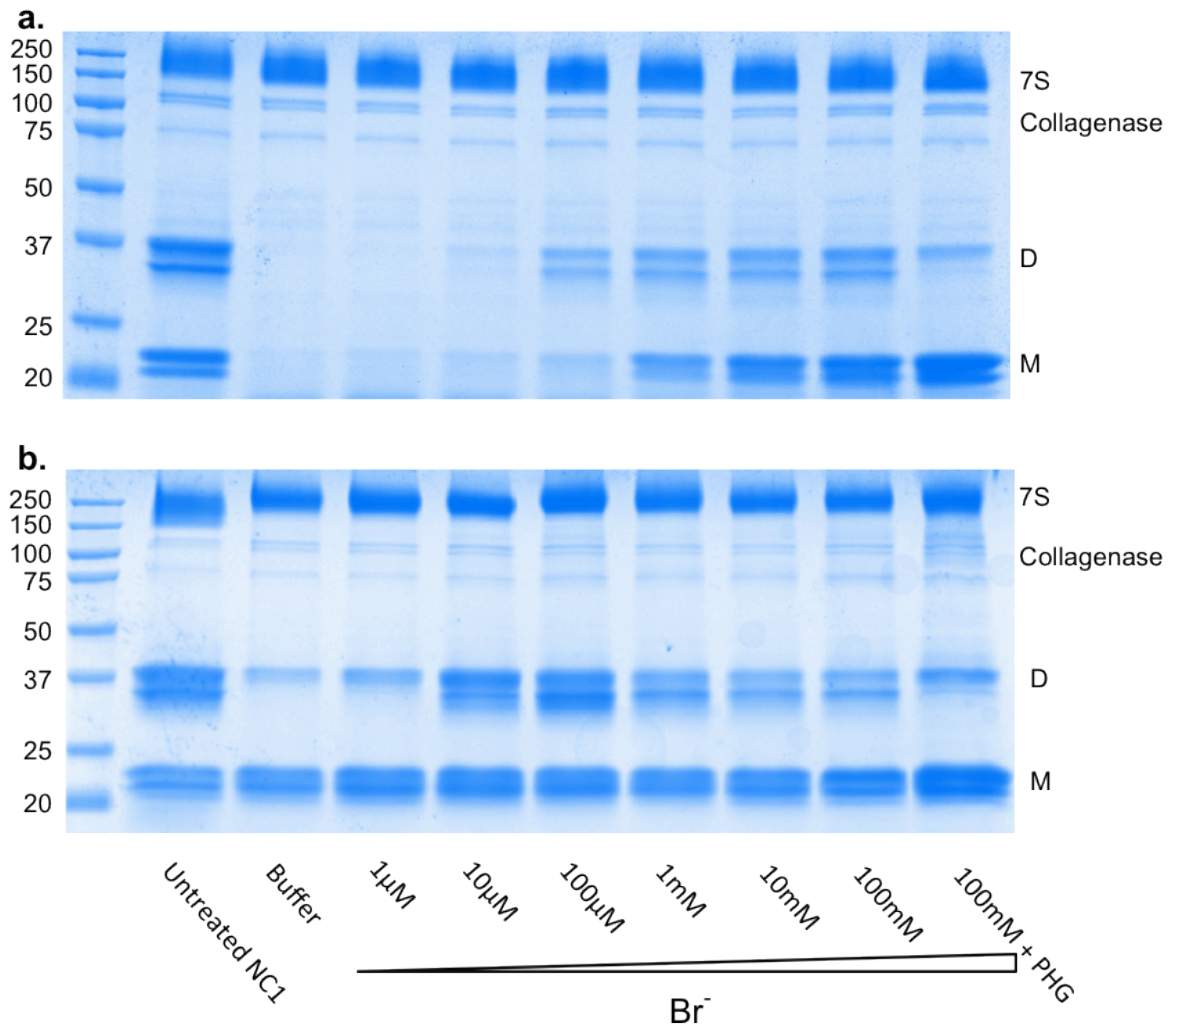 a.
250
150
100
75
50
37
25
20
7S
Collagenase
D
M
b.
250
150
100
75
50
37
25
20
7S
Collagenase
D
M
Untreated NC1
Buffer
1µM
10µM
100µM
1mM
10mM
100mM
100mM + PHG
Br⁻